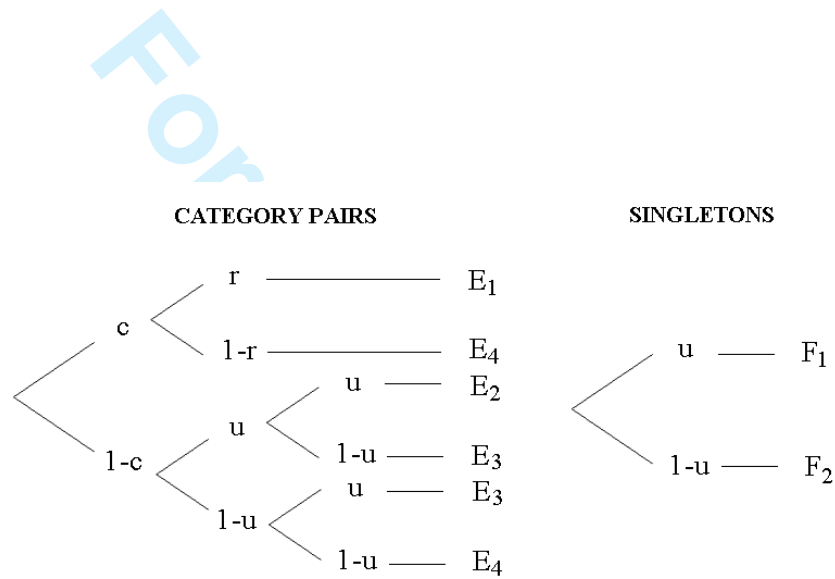 For
CATEGORY PAIRS
SINGLETONS
r E₁
c
1-r E₄
u E₂
u
1-c
1-u E₃
u E₃
1-u
1-u E₄
u F₁
1-u F₂